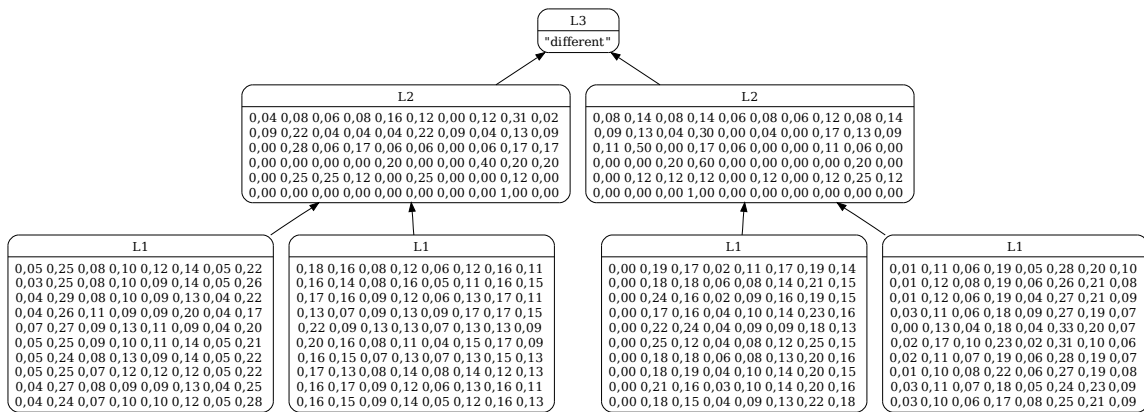 L3
"different"
L2
0,04 0,08 0,06 0,08 0,16 0,12 0,00 0,12 0,31 0,02
0,09 0,22 0,04 0,04 0,04 0,22 0,09 0,04 0,13 0,09
0,00 0,28 0,06 0,17 0,06 0,06 0,00 0,06 0,17 0,17
0,00 0,00 0,00 0,00 0,20 0,00 0,00 0,40 0,20 0,20
0,00 0,25 0,25 0,12 0,00 0,25 0,00 0,00 0,12 0,00
0,00 0,00 0,00 0,00 0,00 0,00 0,00 0,00 1,00 0,00
L2
0,08 0,14 0,08 0,14 0,06 0,08 0,06 0,12 0,08 0,14
0,09 0,13 0,04 0,30 0,00 0,04 0,00 0,17 0,13 0,09
0,11 0,50 0,00 0,17 0,06 0,00 0,00 0,11 0,06 0,00
0,00 0,00 0,20 0,60 0,00 0,00 0,00 0,00 0,20 0,00
0,00 0,12 0,12 0,12 0,00 0,12 0,00 0,12 0,25 0,12
0,00 0,00 0,00 1,00 0,00 0,00 0,00 0,00 0,00 0,00
L1
0,05 0,25 0,08 0,10 0,12 0,14 0,05 0,22
0,03 0,25 0,08 0,10 0,09 0,14 0,05 0,26
0,04 0,29 0,08 0,10 0,09 0,13 0,04 0,22
0,04 0,26 0,11 0,09 0,09 0,20 0,04 0,17
0,07 0,27 0,09 0,13 0,11 0,09 0,04 0,20
0,05 0,25 0,09 0,10 0,11 0,14 0,05 0,21
0,05 0,24 0,08 0,13 0,09 0,14 0,05 0,22
0,05 0,25 0,07 0,12 0,12 0,12 0,05 0,22
0,04 0,27 0,08 0,09 0,09 0,13 0,04 0,25
0,04 0,24 0,07 0,10 0,10 0,12 0,05 0,28
L1
0,18 0,16 0,08 0,12 0,06 0,12 0,16 0,11
0,16 0,14 0,08 0,16 0,05 0,11 0,16 0,15
0,17 0,16 0,09 0,12 0,06 0,13 0,17 0,11
0,13 0,07 0,09 0,13 0,09 0,17 0,17 0,15
0,22 0,09 0,13 0,13 0,07 0,13 0,13 0,09
0,20 0,16 0,08 0,11 0,04 0,15 0,17 0,09
0,16 0,15 0,07 0,13 0,07 0,13 0,15 0,13
0,17 0,13 0,08 0,14 0,08 0,14 0,12 0,13
0,16 0,17 0,09 0,12 0,06 0,13 0,16 0,11
0,16 0,15 0,09 0,14 0,05 0,12 0,16 0,13
L1
0,00 0,19 0,17 0,02 0,11 0,17 0,19 0,14
0,00 0,18 0,18 0,06 0,08 0,14 0,21 0,15
0,00 0,24 0,16 0,02 0,09 0,16 0,19 0,15
0,00 0,17 0,16 0,04 0,10 0,14 0,23 0,16
0,00 0,22 0,24 0,04 0,09 0,09 0,18 0,13
0,00 0,25 0,12 0,04 0,08 0,12 0,25 0,15
0,00 0,18 0,18 0,06 0,08 0,13 0,20 0,16
0,00 0,18 0,19 0,04 0,10 0,14 0,20 0,15
0,00 0,21 0,16 0,03 0,10 0,14 0,20 0,16
0,00 0,18 0,15 0,04 0,09 0,13 0,22 0,18
L1
0,01 0,11 0,06 0,19 0,05 0,28 0,20 0,10
0,01 0,12 0,08 0,19 0,06 0,26 0,21 0,08
0,01 0,12 0,06 0,19 0,04 0,27 0,21 0,09
0,03 0,11 0,06 0,18 0,09 0,27 0,19 0,07
0,00 0,13 0,04 0,18 0,04 0,33 0,20 0,07
0,02 0,17 0,10 0,23 0,02 0,31 0,10 0,06
0,02 0,11 0,07 0,19 0,06 0,28 0,19 0,07
0,01 0,10 0,08 0,22 0,06 0,27 0,19 0,08
0,03 0,11 0,07 0,18 0,05 0,24 0,23 0,09
0,03 0,10 0,06 0,17 0,08 0,25 0,21 0,09